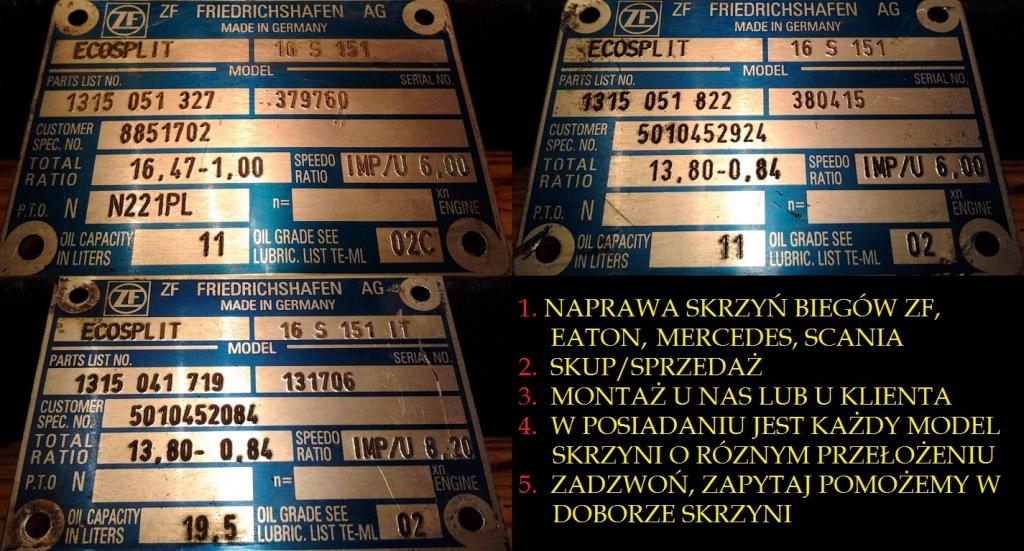 ZF FRIEDRICHSHAFEN AG
MADE IN GERMANY
ECOSPLIT 16 S 151
MODEL
PARTS LIST NO. SERIAL NO.
1315 051 327 379760
CUSTOMER SPEC. NO. 8851702
TOTAL RATIO 16,47-1,00 SPEEDO RATIO IMP/U 6,00
P.T.O. N N221PL n= xn ENGINE
OIL CAPACITY IN LITERS 11 OIL GRADE SEE LUBRIC. LIST TE-ML 02C
ZF FRIEDRICHSHAFEN AG
MADE IN GERMANY
ECOSPLIT 16 S 151
MODEL
PARTS LIST NO. SERIAL NO.
1315 051 822 380415
CUSTOMER SPEC. NO. 5010452924
TOTAL RATIO 13,80-0,84 SPEEDO RATIO IMP/U 6,00
P.T.O. N n= xn ENGINE
OIL CAPACITY IN LITERS 11 OIL GRADE SEE LUBRIC. LIST TE-ML 02
ZF FRIEDRICHSHAFEN AG
MADE IN GERMANY
ECOSPLIT 16 S 151 IT
MODEL
PARTS LIST NO. SERIAL NO.
1315 041 719 131706
CUSTOMER SPEC. NO. 5010452084
TOTAL RATIO 13,80- 0,84 SPEEDO RATIO IMP/U 8,20
P.T.O N n= xn ENGINE
OIL CAPACITY IN LITERS 19.5 OIL GRADE SEE LUBRIC. LIST TE-ML 02
1. NAPRAWA SKRZYŃ BIEGÓW ZF,
EATON, MERCEDES, SCANIA
2. SKUP/SPRZEDAŻ
3. MONTAŻ U NAS LUB U KLIENTA
4. W POSIADANIU JEST KAŻDY MODEL
SKRZYNI O RÓZNYM PRZEŁOŻENIU
5. ZADZWOŃ, ZAPYTAJ POMOŻEMY W
DOBORZE SKRZYNI